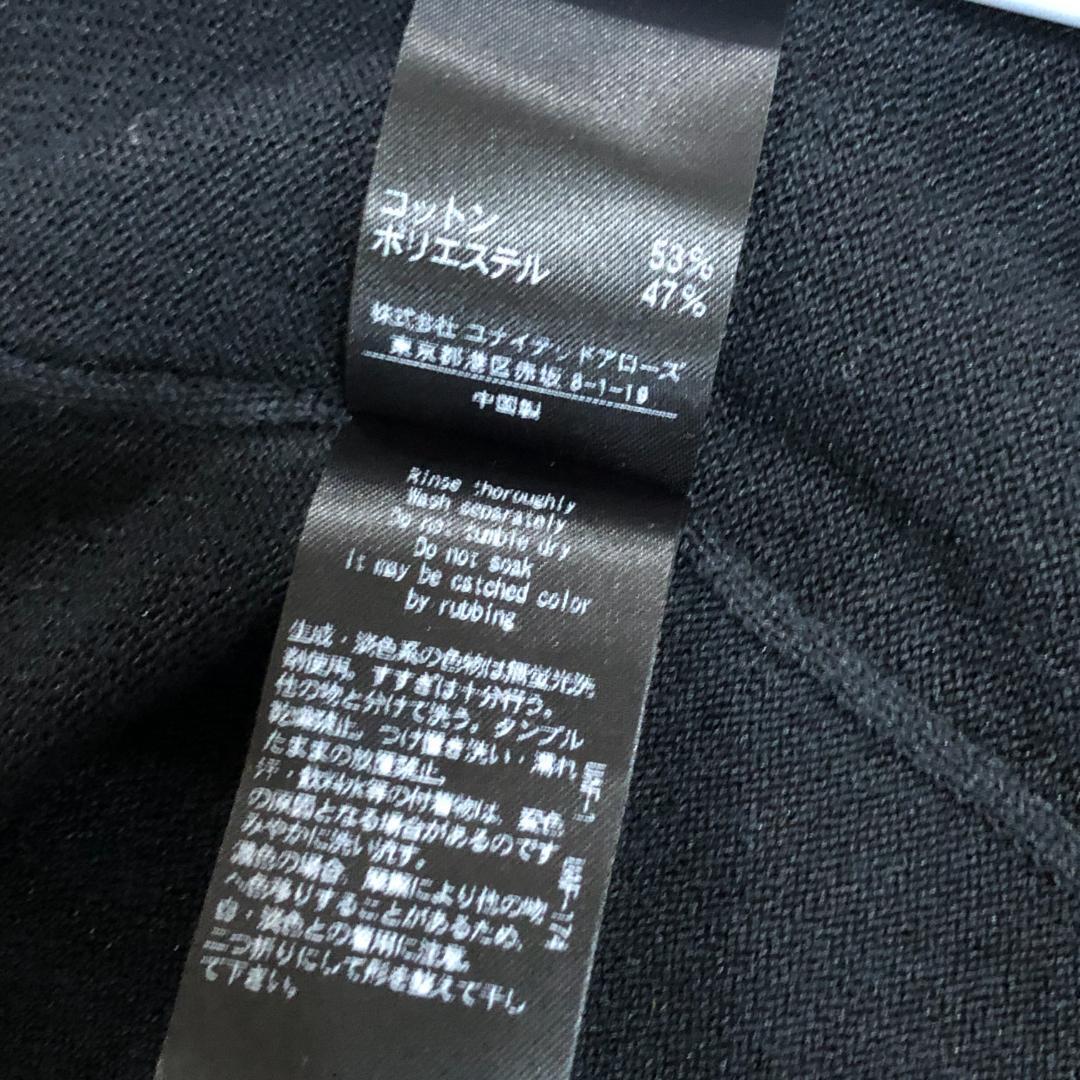 コットン 53%
ポリエステル 47%
株式会社 ユナイテッドアローズ
東京都港区赤坂 8-1-19
中国製
Rinse thoroughly
Wash separately
Do not tumble dry
Do not soak
It may be catched color
by rubbing
生成・淡色系の色物は無蛍光洗
剤使用。すすぎは十分行う。
他の物と分けて洗う。タンブル
乾燥禁止。つけ置き洗い・濡れ
たままの放置禁止。
汗・飲料水等の付着物は、変色
の原因となる場合があるのです
みやかに洗い流す。
濃色の場合、摩擦により他の物
へ色移りすることがあるため、
白・淡色との着用に注意。
二つ折りにして形を整えて干し
て下さい。